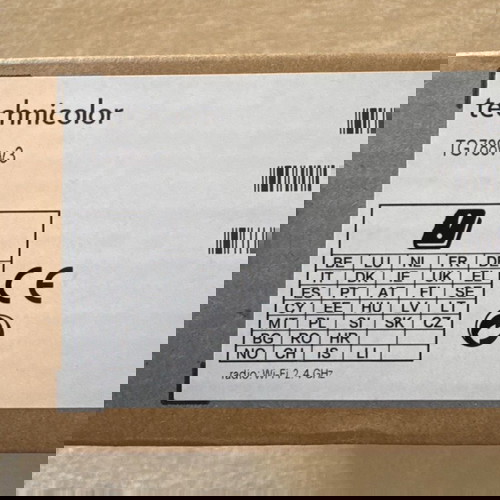 technicolor
TG788vn v3
BE LU NL FR DE
IT DK IE UK EL
ES PT AT FI SE
CY EE HU LV LT
MT PL SI SK CZ
BG RO HR
NO CH IS LI
radio: Wi-Fi 2.4GHz